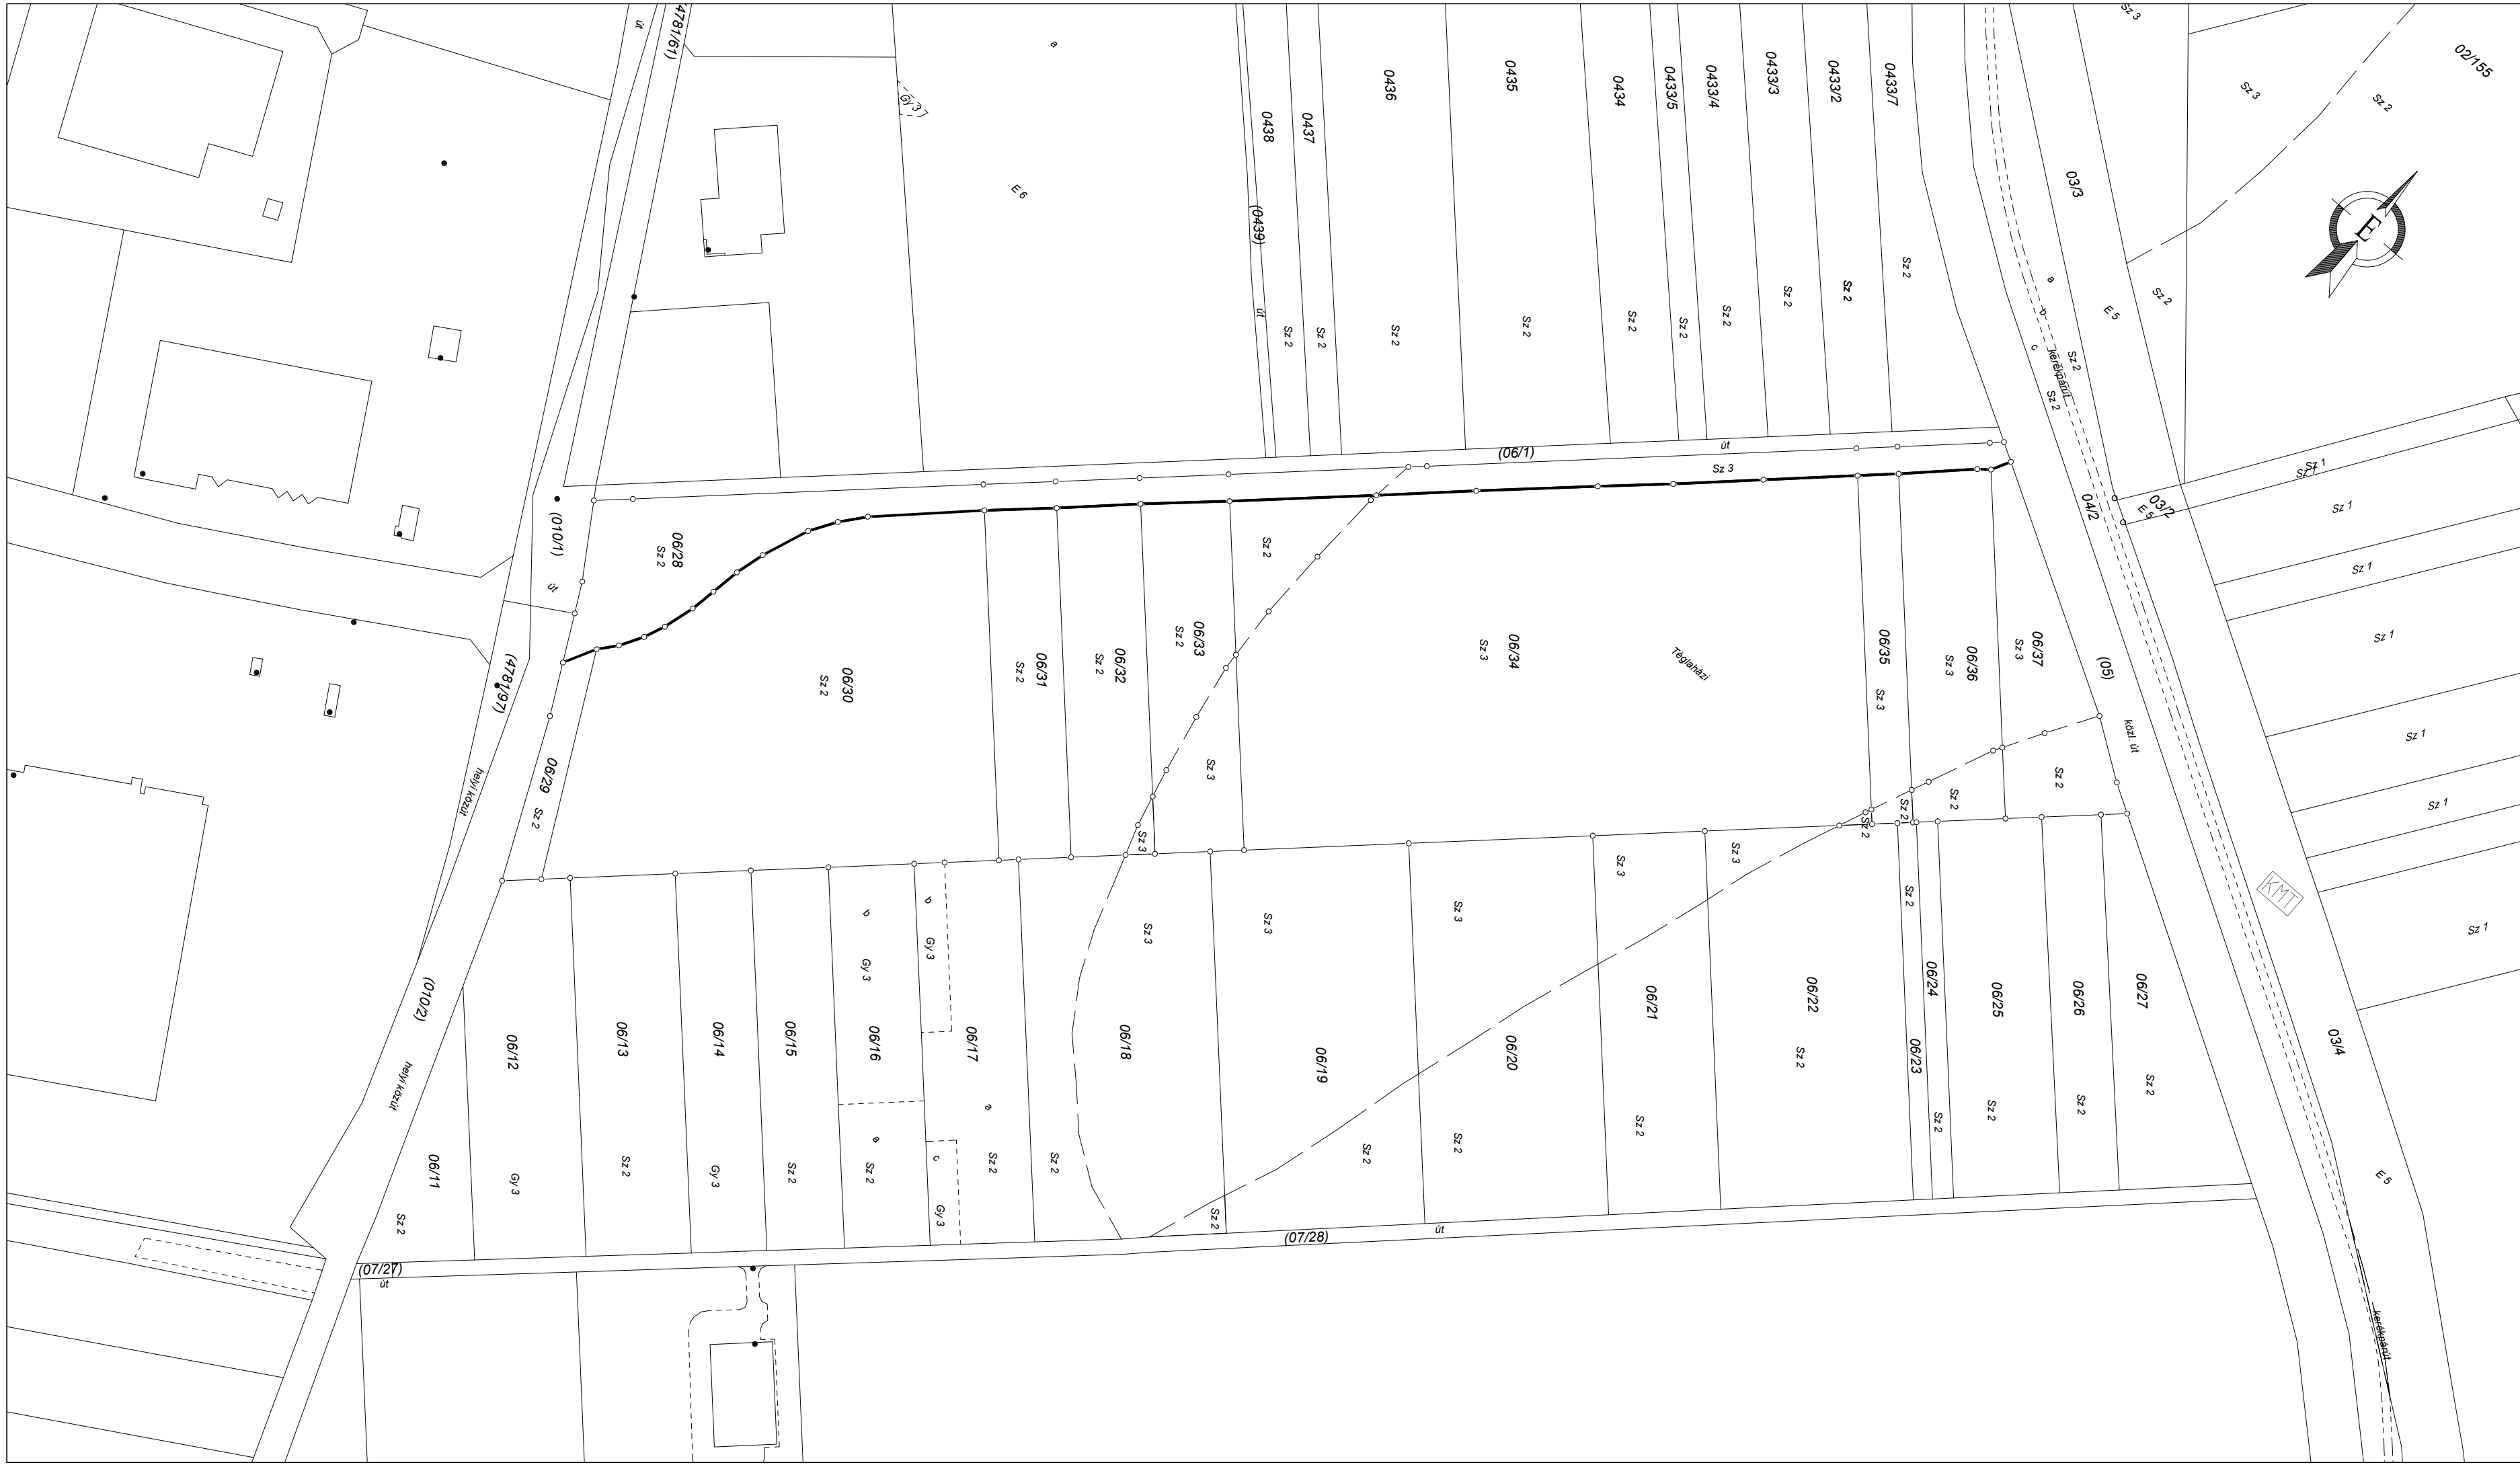 út
(4781/61)
a
Gy 3
E 6
0438
(0439)
út
Sz 2
0437
Sz 2
0436
Sz 2
0435
Sz 2
0434
Sz 2
0433/5
Sz 2
0433/4
Sz 2
0433/3
Sz 2
0433/2
Sz 2
0433/7
Sz 2
Sz 3
02/155
Sz 3
Sz 2
03/3
Sz 2
a
b
c
E 5
Sz 2
kerékpárút
Sz 2
É
(06/1)
út
Sz 3
Sz 1
Sz 1
03/2
E 5
04/2
Sz 1
Sz 1
Sz 1
Sz 1
Sz 1
Sz 1
(010/1)
út
06/28
Sz 2
(4781/97)
helyi közút
06/29
Sz 2
06/30
Sz 2
06/31
Sz 2
06/32
Sz 2
Sz 3
Sz 2
06/33
Sz 2
Sz 3
06/34
Sz 3
Téglaházi
Sz 2
06/35
Sz 3
Sz 2
06/36
Sz 3
Sz 2
06/37
Sz 3
Sz 2
(05)
közl. út
KMT
(010/2)
helyi közút
06/11
Sz 2
06/12
Gy 3
06/13
Sz 2
06/14
Gy 3
06/15
Sz 2
b
Gy 3
06/16
a
Sz 2
b
Gy 3
06/17
a
Sz 2
c
Gy 3
Sz 3
06/18
Sz 2
Sz 3
06/19
Sz 2
Sz 2
Sz 3
06/20
Sz 2
Sz 3
06/21
Sz 2
Sz 3
06/22
Sz 2
Sz 2
06/23
06/24
Sz 2
06/25
Sz 2
06/26
Sz 2
06/27
Sz 2
03/4
E 5
(07/27)
út
(07/28)
út
kerékpárút